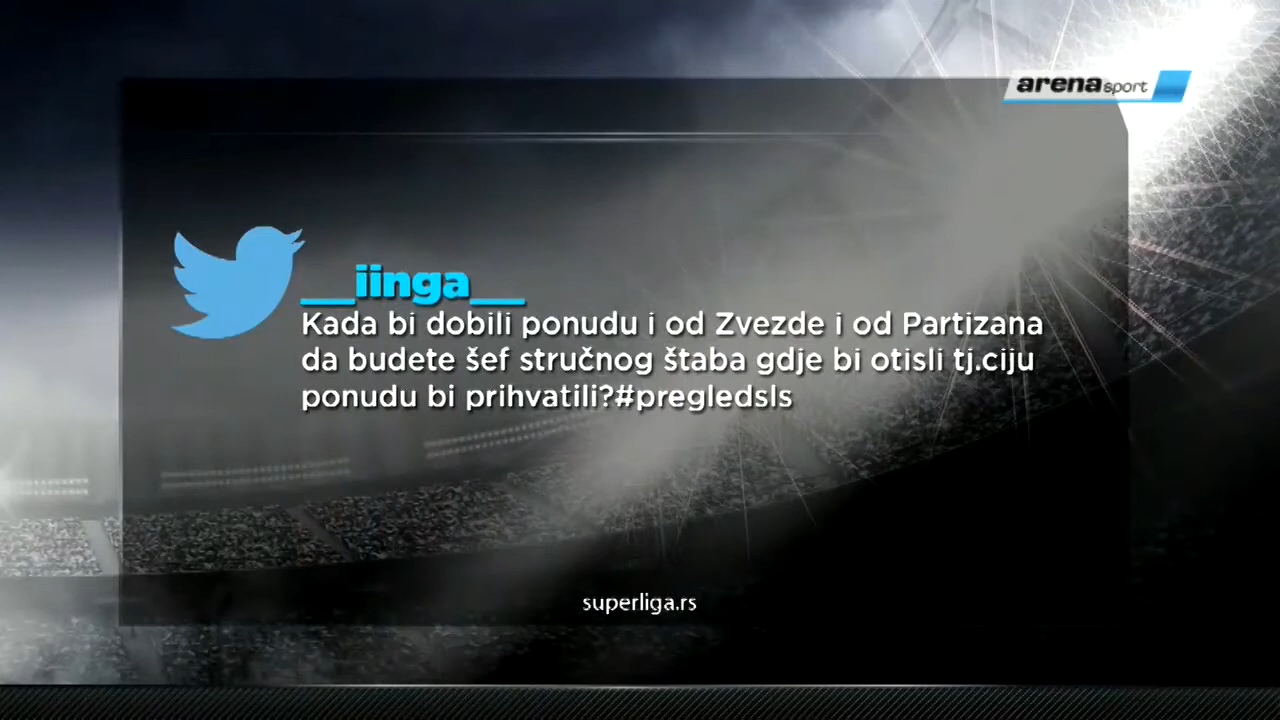 arenasport
__iinga__
Kada bi dobili ponudu i od Zvezde i od Partizana
da budete šef stručnog štaba gdje bi otisli tj.ciju
ponudu bi prihvatili?#pregledsls
superliga.rs